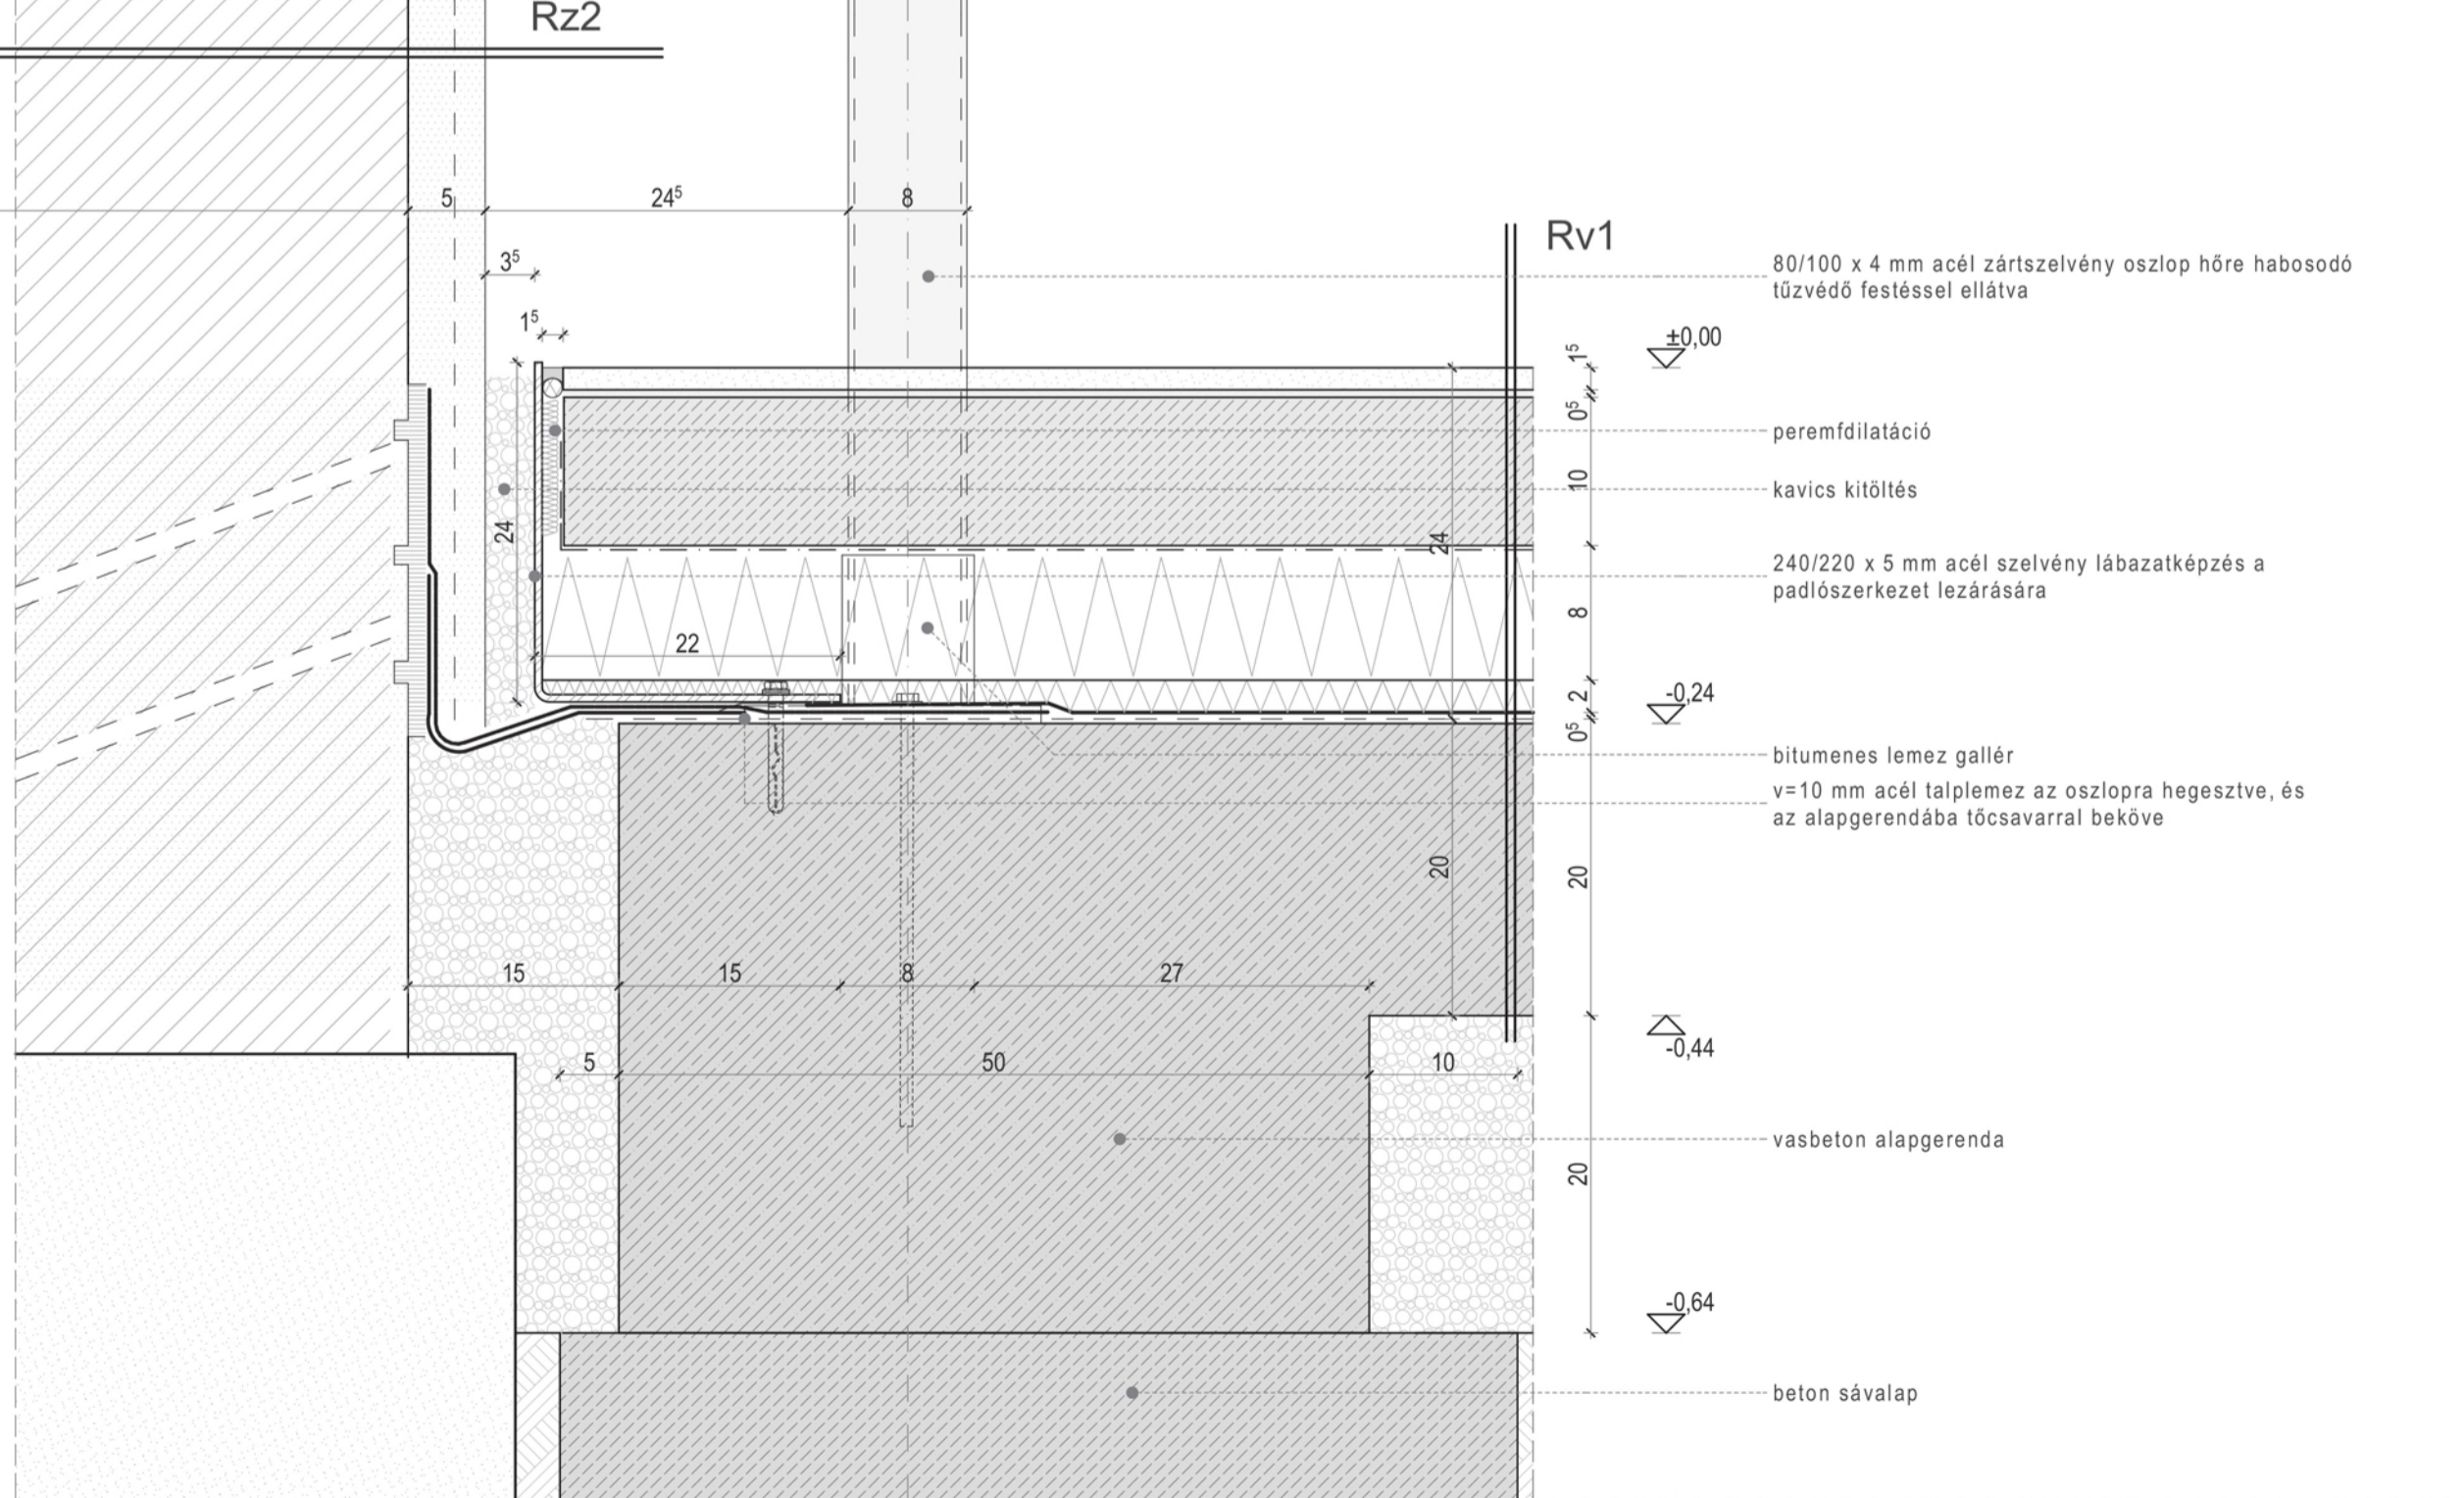 Rz2
5
24⁵
8
Rv1
3⁵
80/100 x 4 mm acél zártszelvény oszlop hőre habosodó
tűzvédő festéssel ellátva
1⁵
1⁵
±0,00
0⁵
peremfdilatáció
10
kavics kitöltés
24
24
240/220 x 5 mm acél szelvény lábazatképzés a
padlószerkezet lezárására
8
22
2
-0,24
0⁵
bitumenes lemez gallér
v=10 mm acél talplemez az oszlopra hegesztve, és
az alapgerendába tőcsavarral beköve
20
20
15
15
8
27
-0,44
5
50
10
vasbeton alapgerenda
20
-0,64
beton sávalap